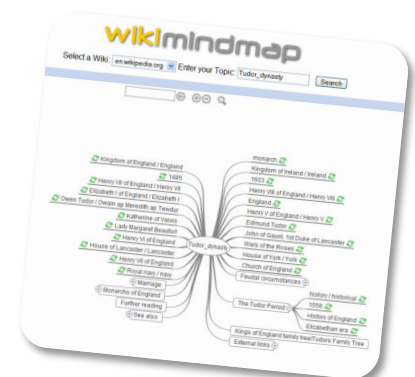 wikimindmap
Select a Wiki: en.wikipedia.org Enter your Topic: Tudor_dynasty Search
Kingdom of England / England
1485
Henry VII of England / Henry VII
Elizabeth I of England / Elizabeth I
Owen Tudor / Owain ap Meredith ap Tewdur
Katherine of Valois
Lady Margaret Beaufort
Henry VI of England
House of Lancaster / Lancaster
Henry VII of England
Royal navy / navy
Marriage
Monarchs of England
Further reading
See also
Tudor_dynasty
monarch
Kingdom of Ireland / Ireland
1603
Henry VIII of England / Henry VIII
England
Henry V of England / Henry V
Edmund Tudor
John of Gaunt, 1st Duke of Lancaster
Wars of the Roses
House of York / York
Church of England
Feudal circumstances
The Tudor Period
history / historical
1558
History of England
Elizabethan era
Kings of England family tree/Tudors Family Tree
External links